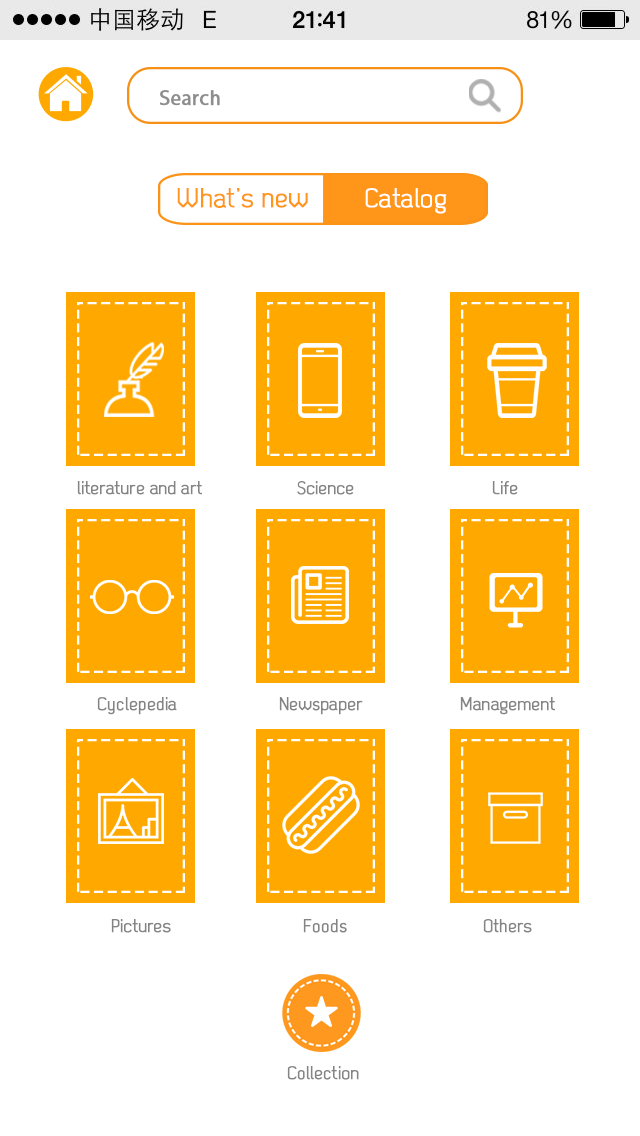 中国移动 E 21:41 81%
Search
What's new Catalog
literature and art Science Life
Cyclepedia Newspaper Management
Pictures Foods Others
Collection